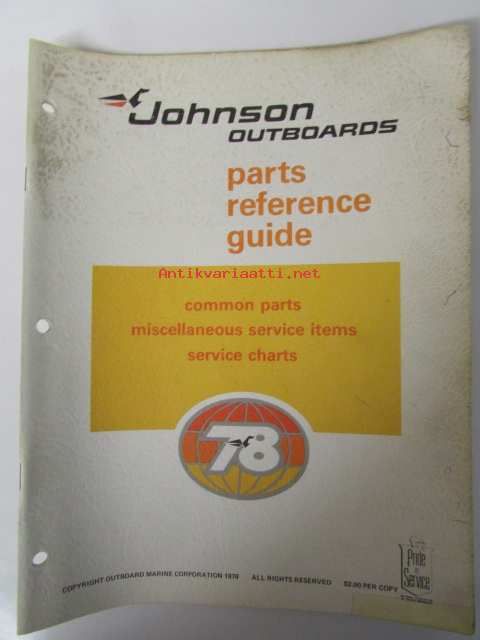 Johnson
OUTBOARDS
parts
reference
guide
Antikvariaatti.net
common parts
miscellaneous service items
service charts
78
COPYRIGHT OUTBOARD MARINE CORPORATION 1978 ALL RIGHTS RESERVED $2.00 PER COPY
Pride
in
Service